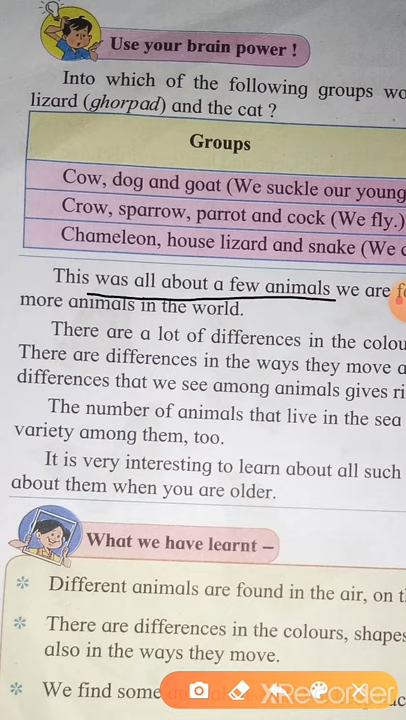 Use your brain power !
Into which of the following groups
lizard (ghorpad) and the cat ?
Groups
Cow, dog and goat (We suckle our young
Crow, sparrow, parrot and cock (We fly.)
Chameleon, house lizard and snake (We
This was all about a few animals we are
more animals in the world.
There are a lot of differences in the
There are differences in the ways they move
differences that we see among animals gives
The number of animals that live in the sea
variety among them, too.
It is very interesting to learn about all such
about them when you are older.
What we have learnt –
* Different animals are found in the air, on
* There are differences in the colours, shapes
also in the ways they move.
* We find some
XRecorder